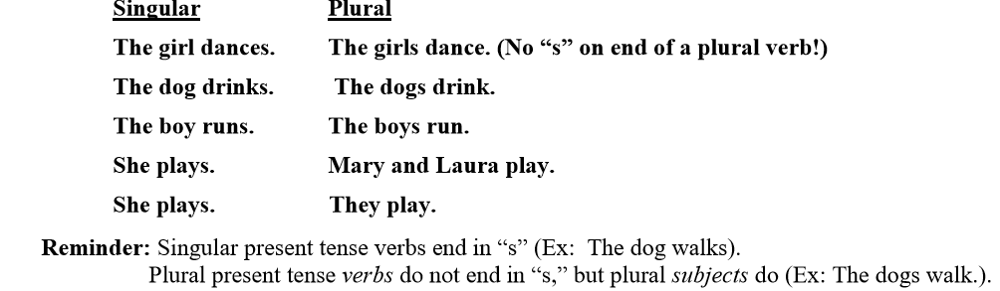 Singular Plural
The girl dances. The girls dance. (No “s” on end of a plural verb!)
The dog drinks. The dogs drink.
The boy runs. The boys run.
She plays. Mary and Laura play.
She plays. They play.
Reminder: Singular present tense verbs end in “s” (Ex: The dog walks).
Plural present tense verbs do not end in “s,” but plural subjects do (Ex: The dogs walk.).